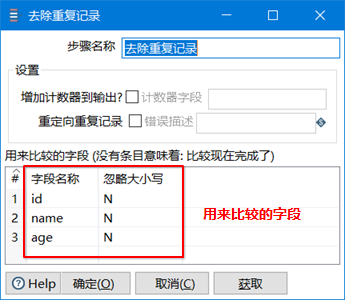 去除重复记录
步骤名称 去除重复记录
设置
增加计数器到输出? 计数器字段
重定向重复记录 错误描述
用来比较的字段 (没有条目意味着: 比较现在完成了)
# 字段名称 忽略大小写
1 id N
2 name N
3 age N
用来比较的字段
Help 确定(O) 取消(C) 获取